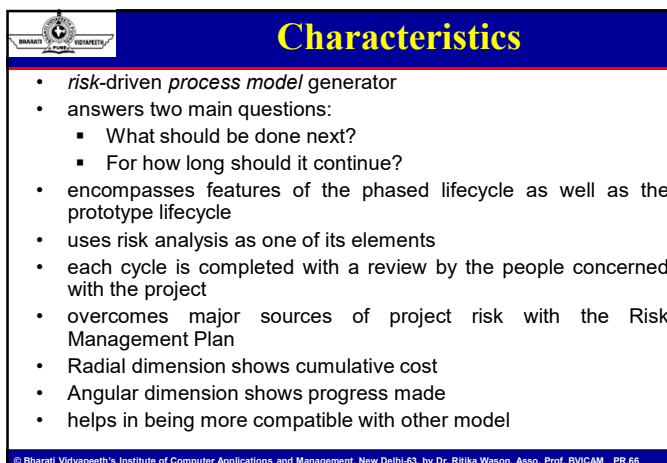 BHARATI VIDYAPEETH
PUNE
Characteristics
• risk-driven process model generator
• answers two main questions:
▪ What should be done next?
▪ For how long should it continue?
• encompasses features of the phased lifecycle as well as the
prototype lifecycle
• uses risk analysis as one of its elements
• each cycle is completed with a review by the people concerned
with the project
• overcomes major sources of project risk with the Risk
Management Plan
• Radial dimension shows cumulative cost
• Angular dimension shows progress made
• helps in being more compatible with other model
© Bharati Vidyapeeth's Institute of Computer Applications and Management, New Delhi-63, by Dr. Ritika Wason, Asso. Prof. BVICAM PR 66